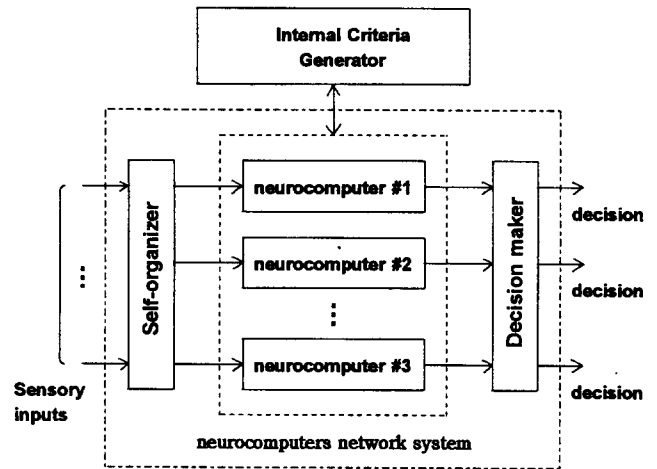 Internal Criteria
Generator
Self-organizer
neurocomputer #1
neurocomputer #2
neurocomputer #3
Decision maker
decision
decision
decision
Sensory
inputs
neurocomputers network system